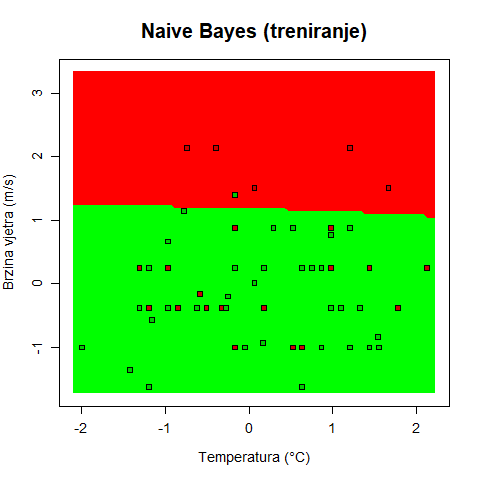 Naive Bayes (treniranje)
3
2
1
0
-1
Brzina vjetra (m/s)
-2 -1 0 1 2
Temperatura (°C)